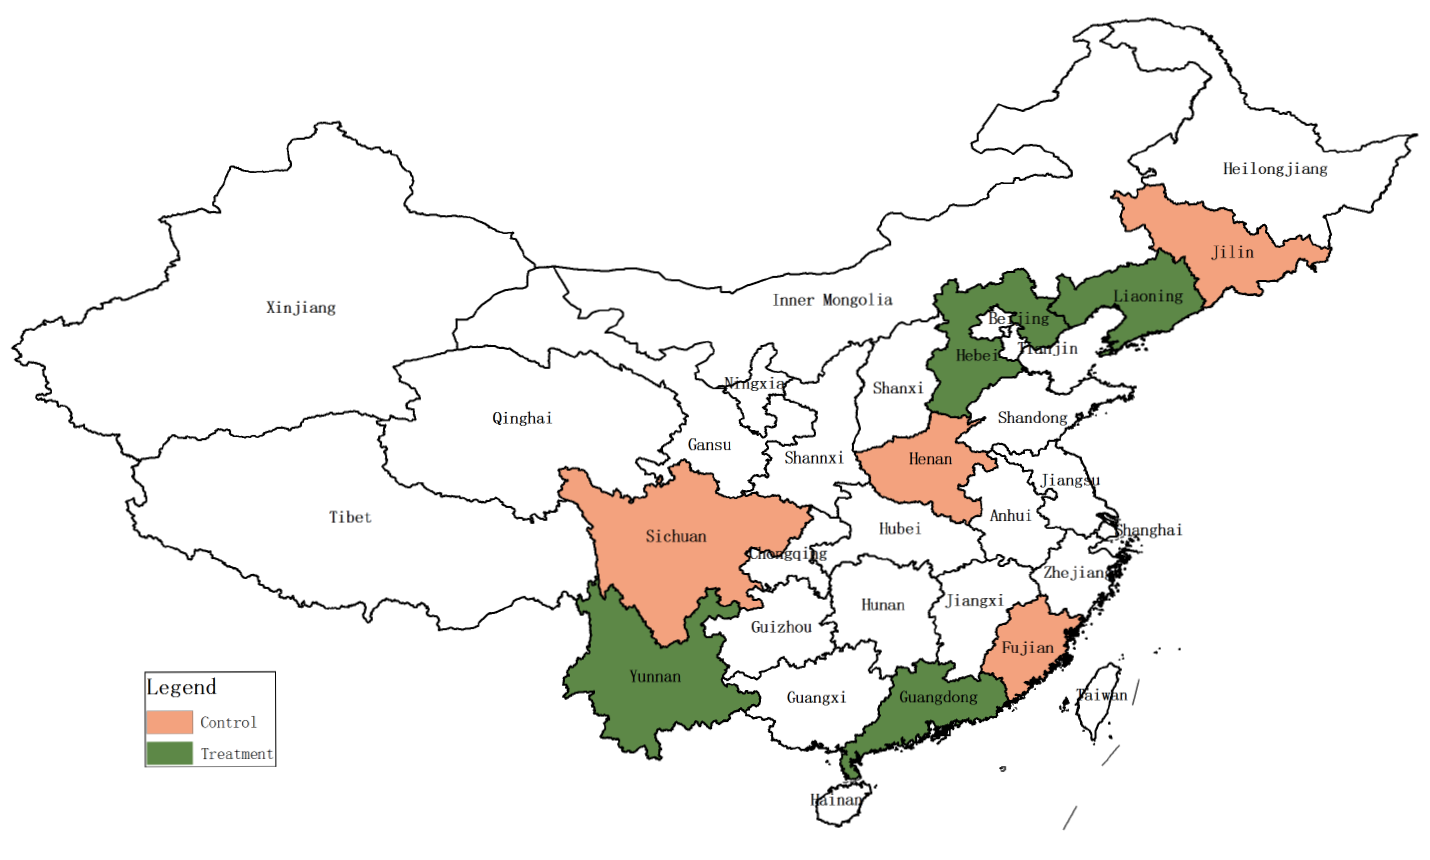 Heilongjiang
Jilin
Xinjiang
Inner Mongolia
Liaoning
Beijing
Tianjin
Hebei
Ningxia
Shanxi
Qinghai
Shandong
Gansu
Shannxi
Henan
Jiangsu
Tibet
Anhui
Sichuan
Hubei
Shanghai
Chongqing
Zhejiang
Hunan
Jiangxi
Guizhou
Fujian
Yunnan
Guangxi
Guangdong
Taiwan
Hainan
Legend
Control
Treatment